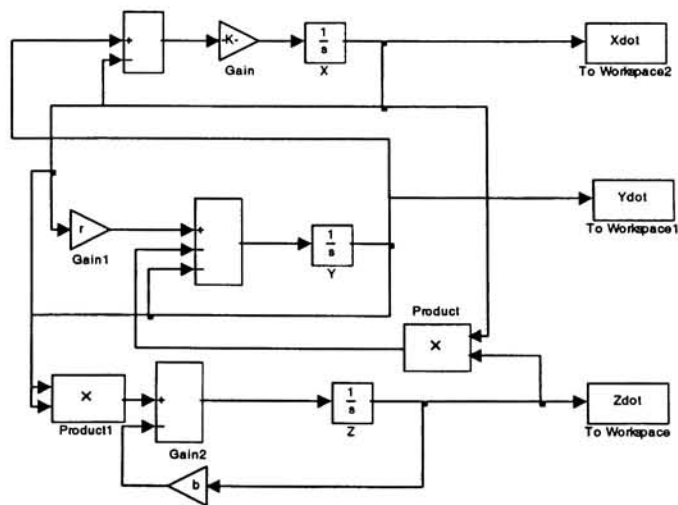 +
−
-K-
Gain
1
s
X
Xdot
To Workspace2
r
Gain1
+
−
−
1
s
Y
Ydot
To Workspace1
Product
×
×
Product1
+
−
Gain2
1
s
Z
Zdot
To Workspace
b